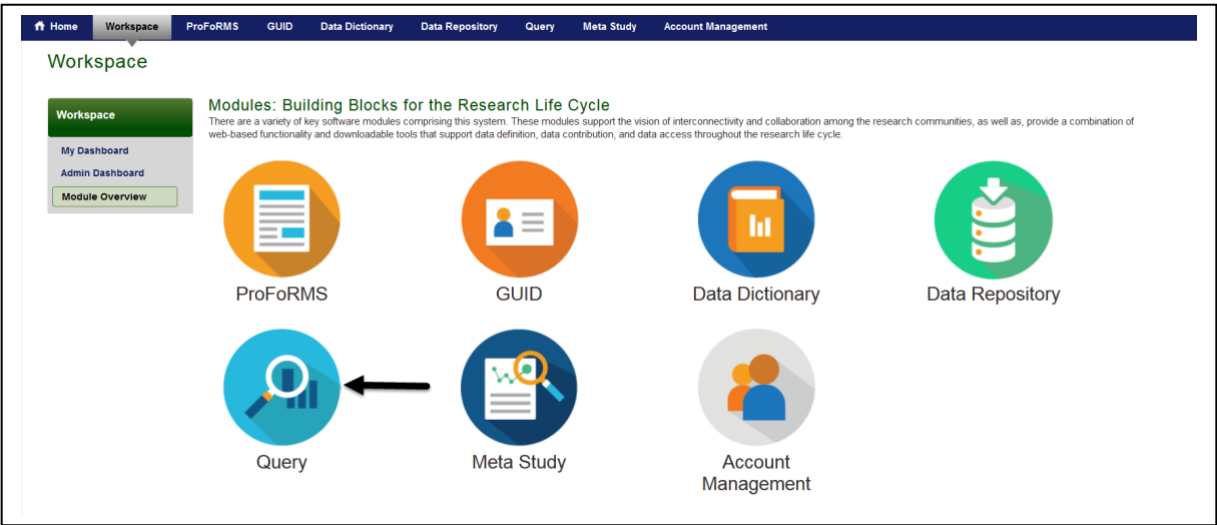 Home Workspace ProFoRMS GUID Data Dictionary Data Repository Query Meta Study Account Management
Workspace
Workspace
My Dashboard
Admin Dashboard
Module Overview
Modules: Building Blocks for the Research Life Cycle
There are a variety of key software modules comprising this system. These modules support the vision of interconnectivity and collaboration among the research communities, as well as, provide a combination of
web-based functionality and downloadable tools that support data definition, data contribution, and data access throughout the research life cycle.
ProFoRMS GUID Data Dictionary Data Repository
Query Meta Study Account
Management